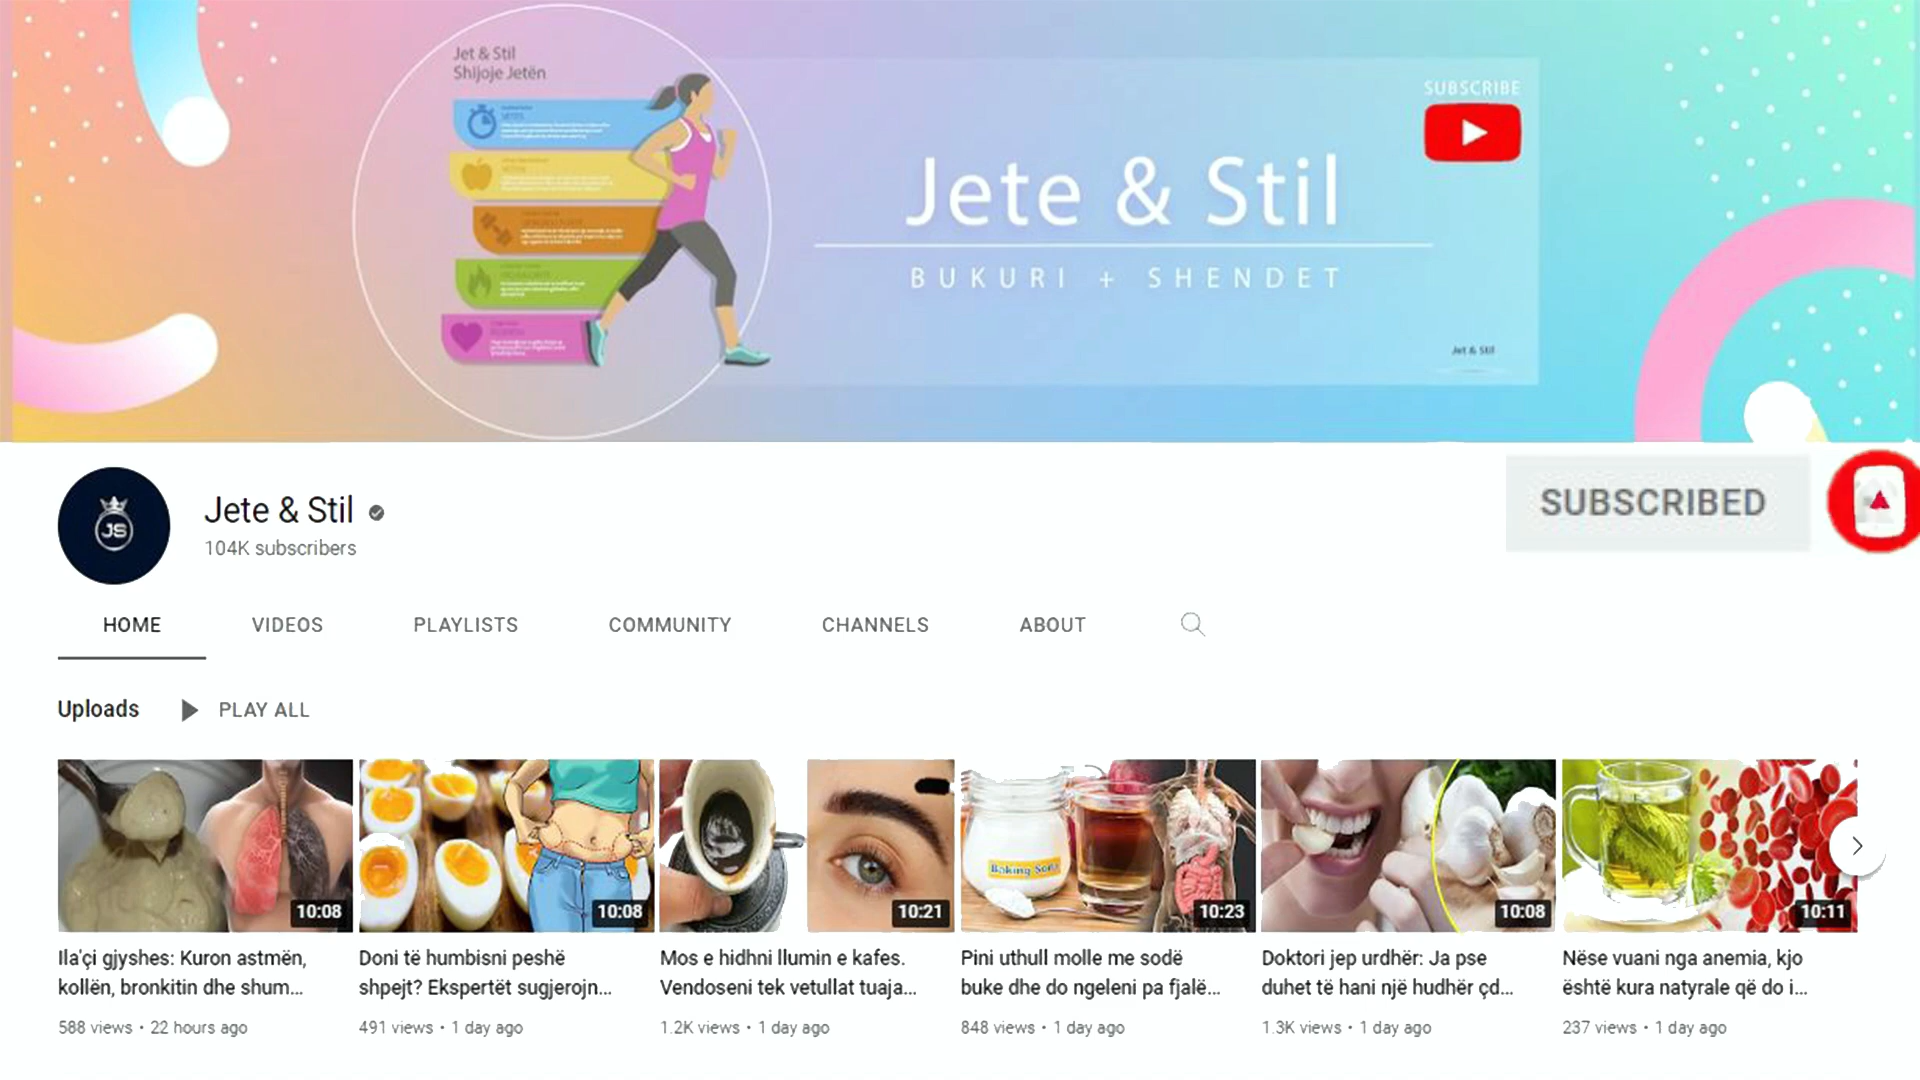 Jet & Stil
Shijoje Jetën
SUBSCRIBE
Jete & Stil
BUKURI + SHENDET
Jet & Stil
JS
Jete & Stil
104K subscribers
SUBSCRIBED
HOME VIDEOS PLAYLISTS COMMUNITY CHANNELS ABOUT
Uploads PLAY ALL
Baking Soda
10:08 10:08 10:21 10:23 10:08 10:11
Ila'çi gjyshes: Kuron astmën,
kollën, bronkitin dhe shum...
588 views • 22 hours ago
Doni të humbisni peshë
shpejt? Ekspertët sugjerojn...
491 views • 1 day ago
Mos e hidhni llumin e kafes.
Vendoseni tek vetullat tuaja...
1.2K views • 1 day ago
Pini uthull molle me sodë
buke dhe do ngeleni pa fjalë...
848 views • 1 day ago
Doktori jep urdhër: Ja pse
duhet të hani një hudhër çd...
1.3K views • 1 day ago
Nëse vuani nga anemia, kjo
është kura natyrale që do i...
237 views • 1 day ago